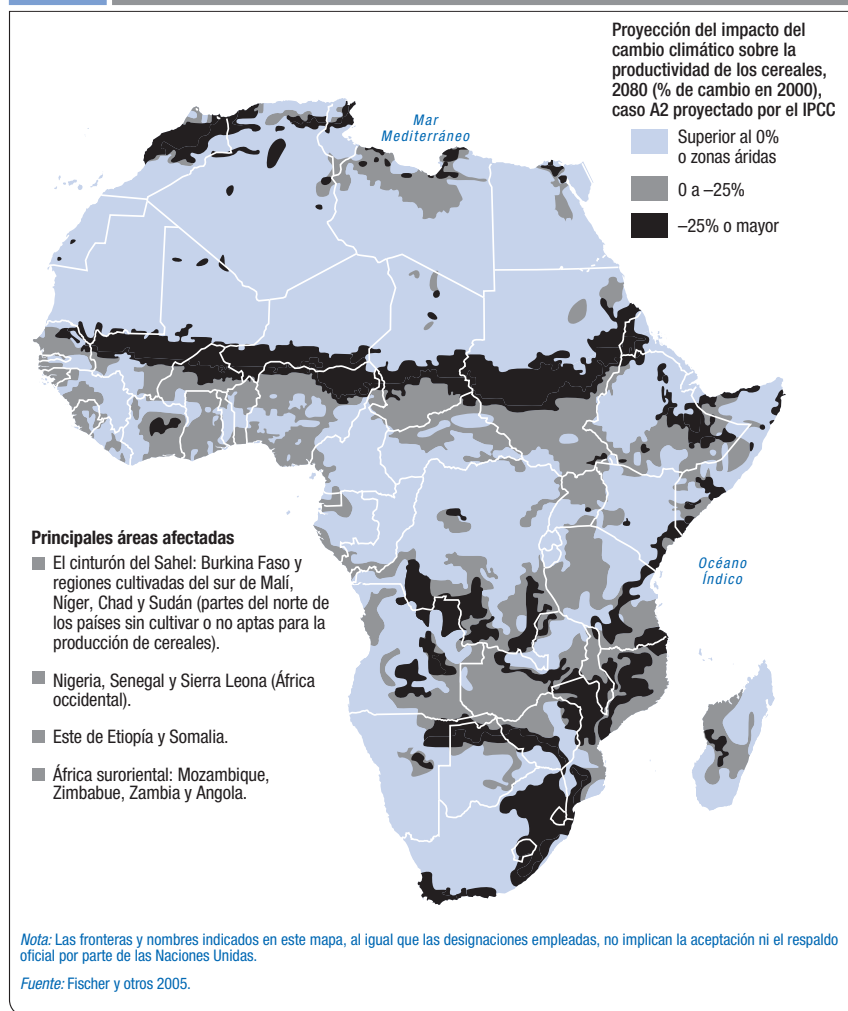 Proyección del impacto del
cambio climático sobre la
productividad de los cereales,
2080 (% de cambio en 2000),
caso A2 proyectado por el IPCC
Superior al 0%
o zonas áridas
0 a –25%
–25% o mayor
Mar
Mediterráneo
Océano
Índico
Principales áreas afectadas
El cinturón del Sahel: Burkina Faso y
regiones cultivadas del sur de Malí,
Níger, Chad y Sudán (partes del norte de
los países sin cultivar o no aptas para la
producción de cereales).
Nigeria, Senegal y Sierra Leona (África
occidental).
Este de Etiopía y Somalia.
África suroriental: Mozambique,
Zimbabue, Zambia y Angola.
Nota: Las fronteras y nombres indicados en este mapa, al igual que las designaciones empleadas, no implican la aceptación ni el respaldo
oficial por parte de las Naciones Unidas.
Fuente: Fischer y otros 2005.